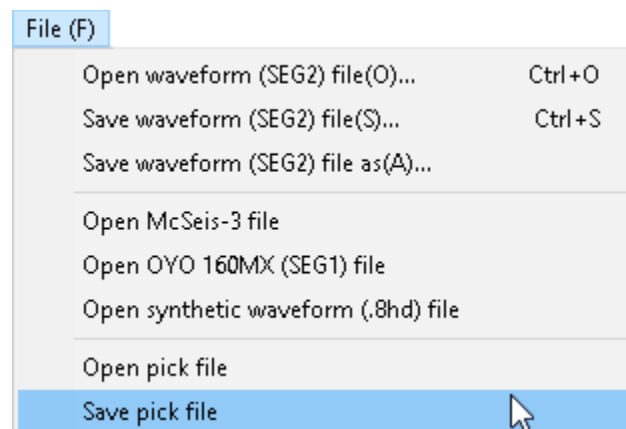 File (F)
Open waveform (SEG2) file(O)... Ctrl+O
Save waveform (SEG2) file(S)... Ctrl+S
Save waveform (SEG2) file as(A)...
Open McSeis-3 file
Open OYO 160MX (SEG1) file
Open synthetic waveform (.8hd) file
Open pick file
Save pick file